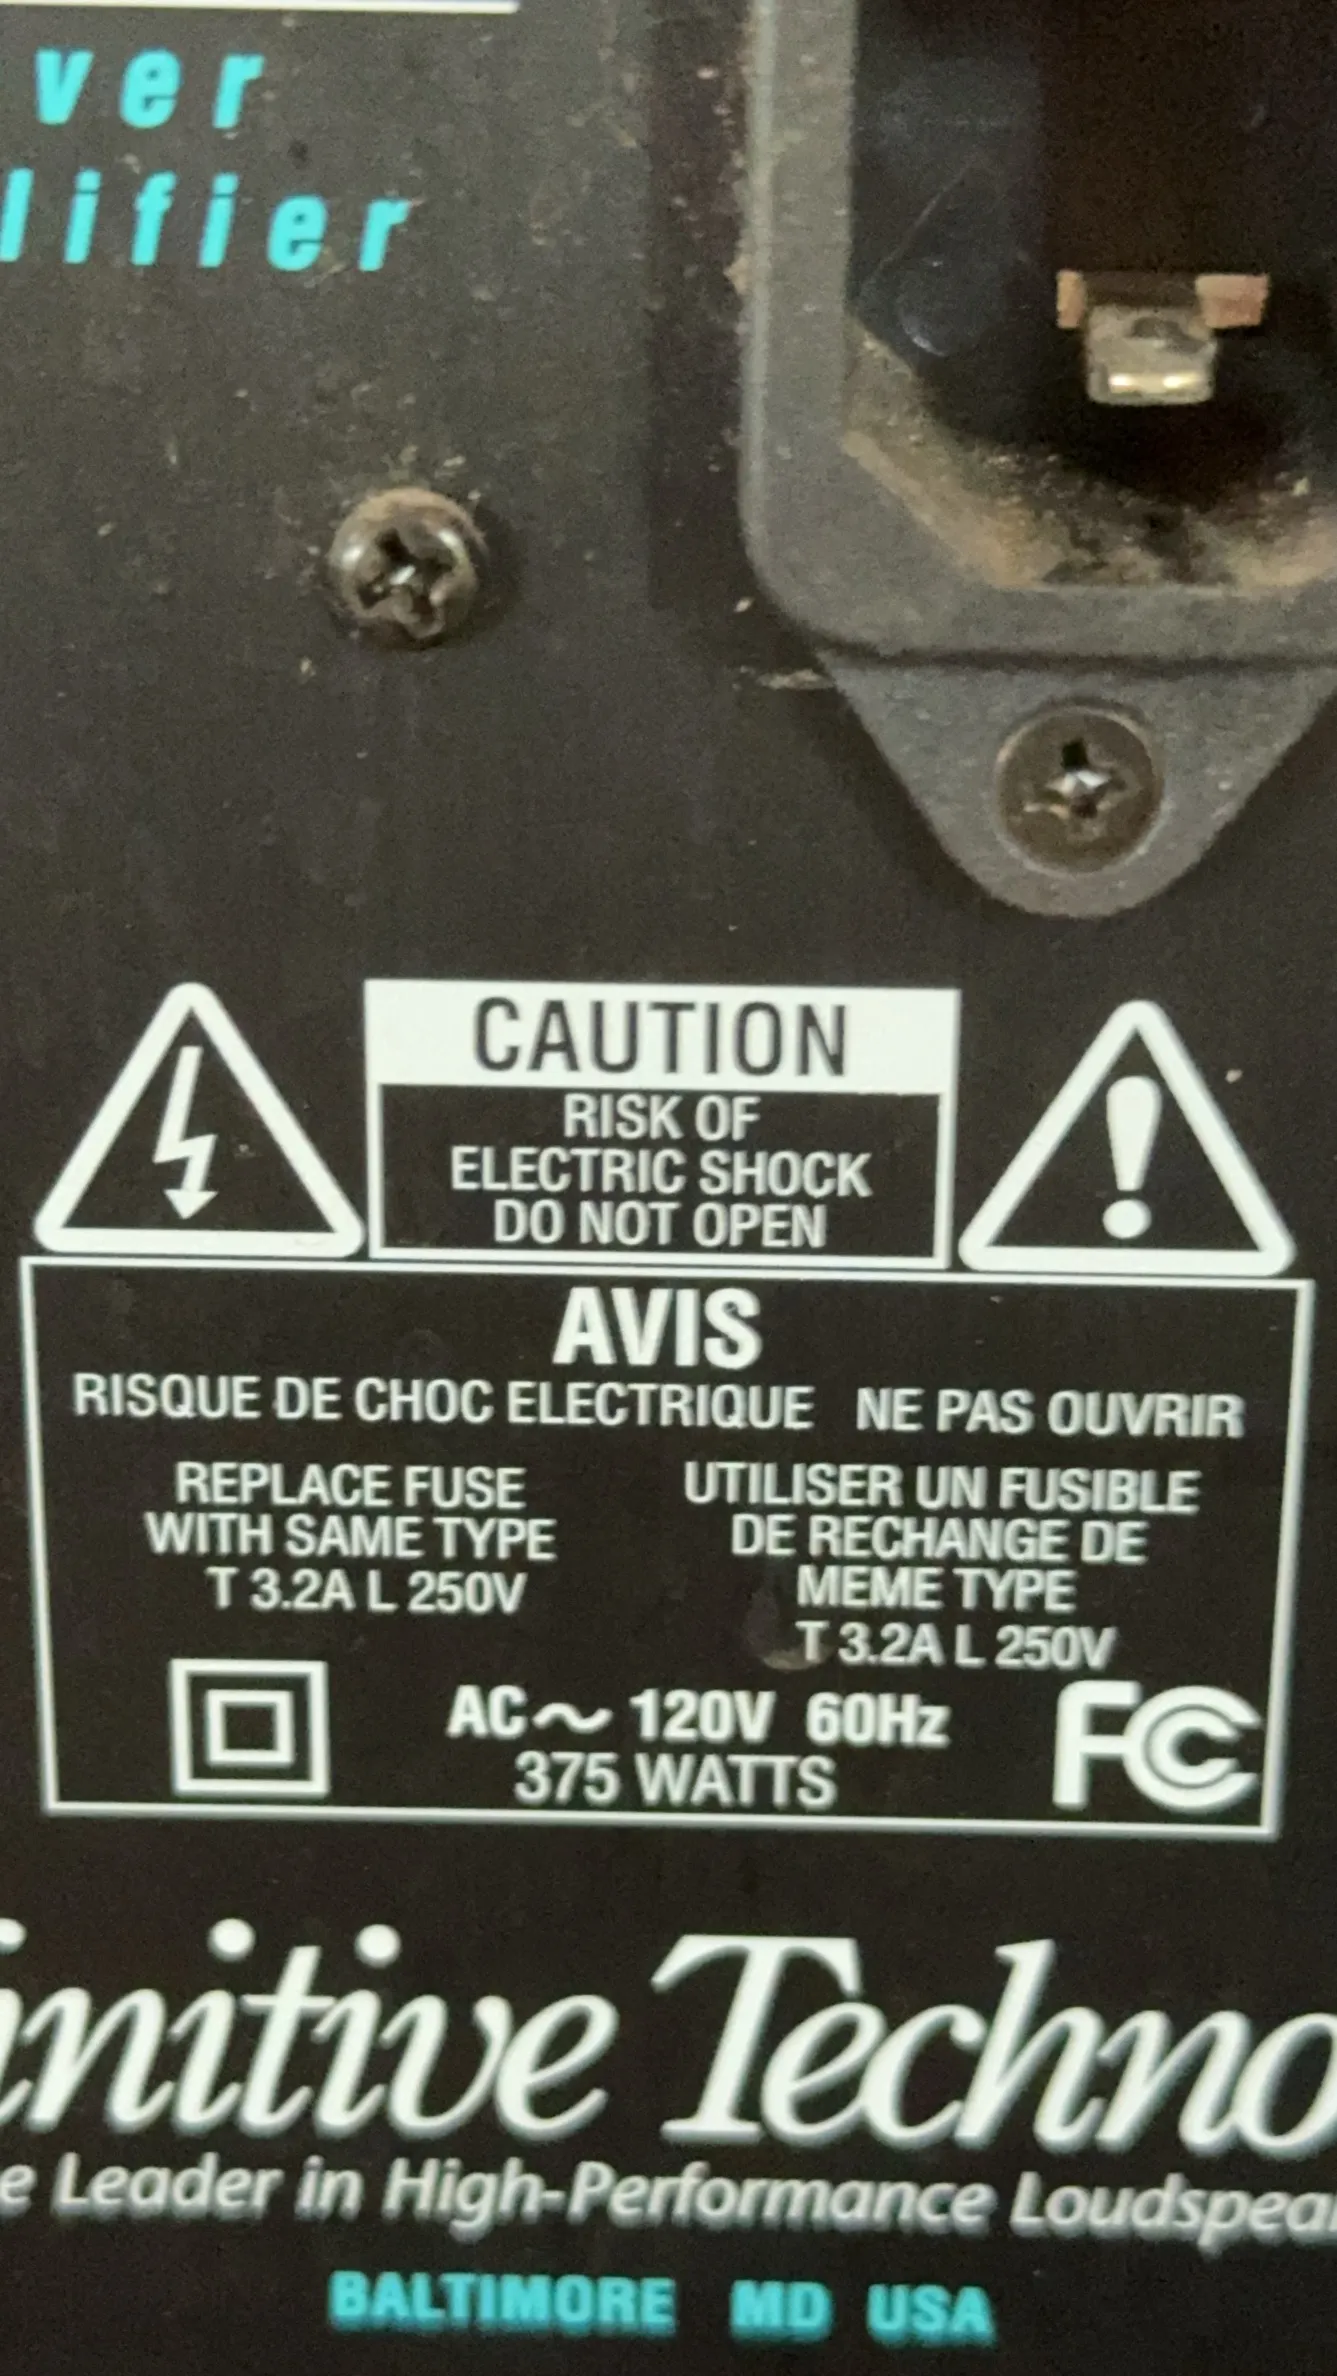 ver
lifier
CAUTION
RISK OF
ELECTRIC SHOCK
DO NOT OPEN
AVIS
RISQUE DE CHOC ELECTRIQUE NE PAS OUVRIR
REPLACE FUSE
WITH SAME TYPE
T 3.2A L 250V
UTILISER UN FUSIBLE
DE RECHANGE DE
MEME TYPE
T 3.2A L 250V
AC~ 120V 60Hz
375 WATTS
FC
initive Techno
e Leader in High-Performance Loudspea
BALTIMORE MD USA